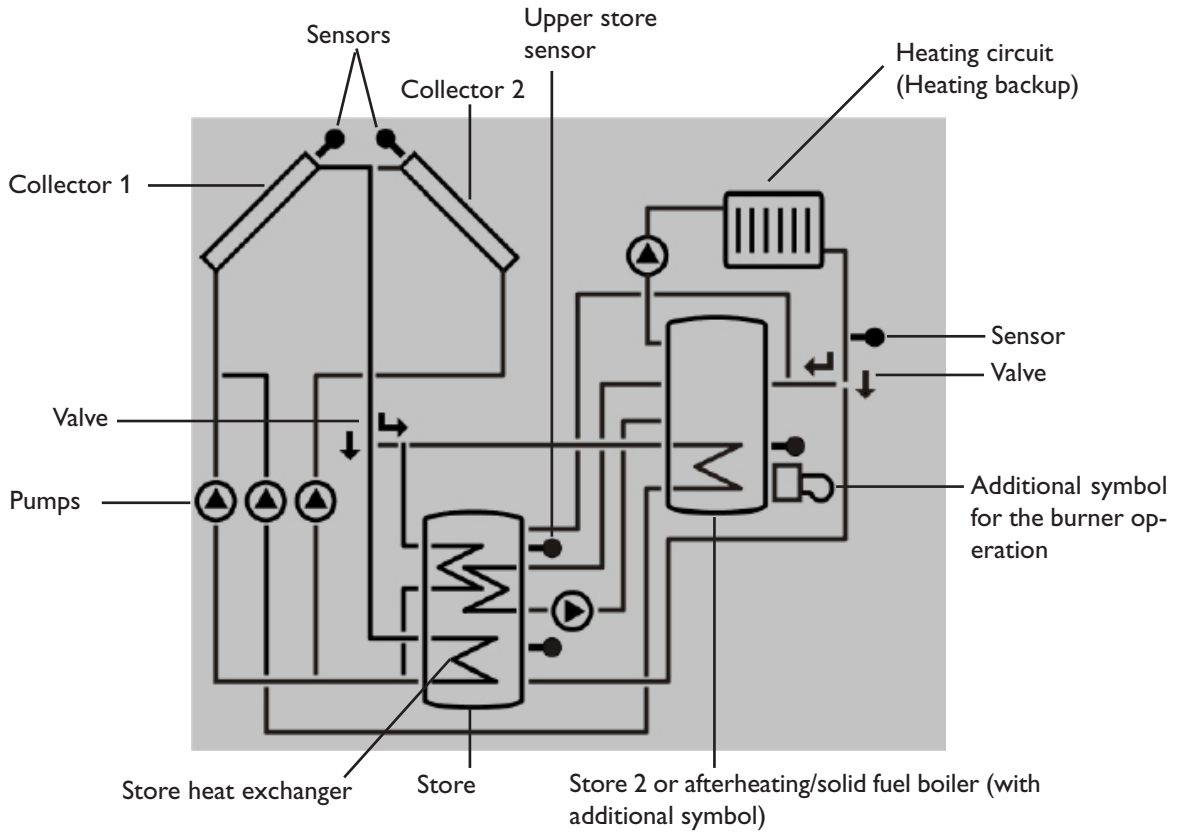 Sensors
Upper store
sensor
Collector 2
Heating circuit
(Heating backup)
Collector 1
Sensor
Valve
Valve
Pumps
Additional symbol
for the burner op-
eration
Store heat exchanger
Store
Store 2 or afterheating/solid fuel boiler (with
additional symbol)